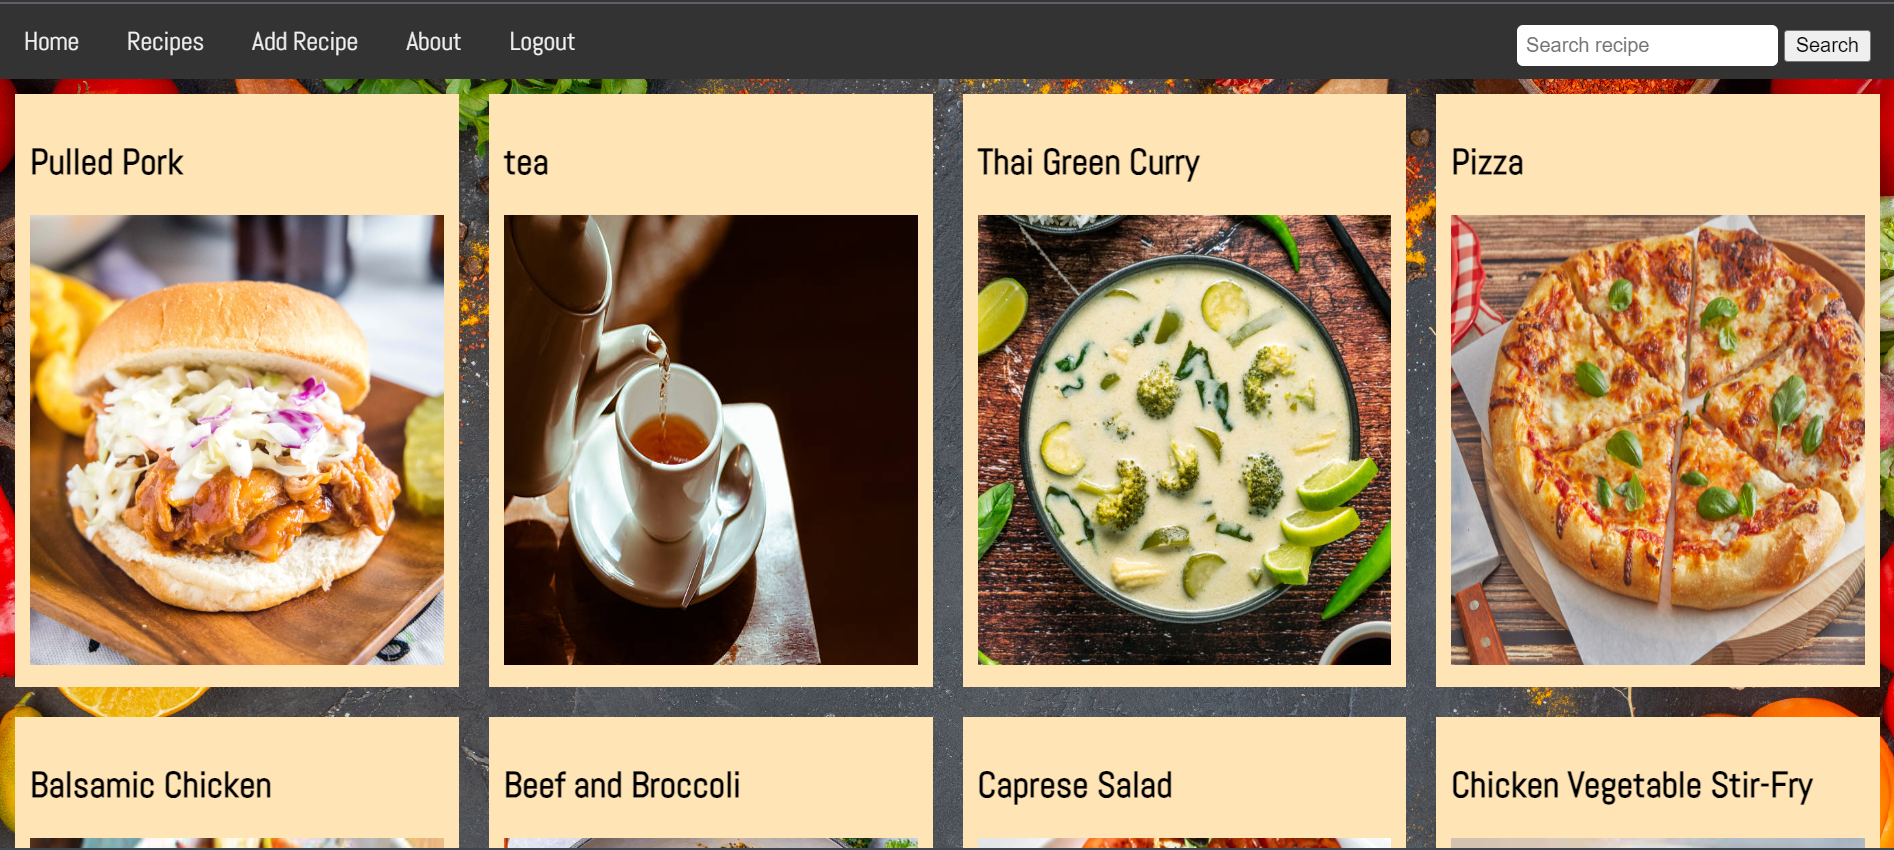 Home Recipes Add Recipe About Logout Search recipe Search
Pulled Pork
tea
Thai Green Curry
Pizza
Balsamic Chicken
Beef and Broccoli
Caprese Salad
Chicken Vegetable Stir-Fry